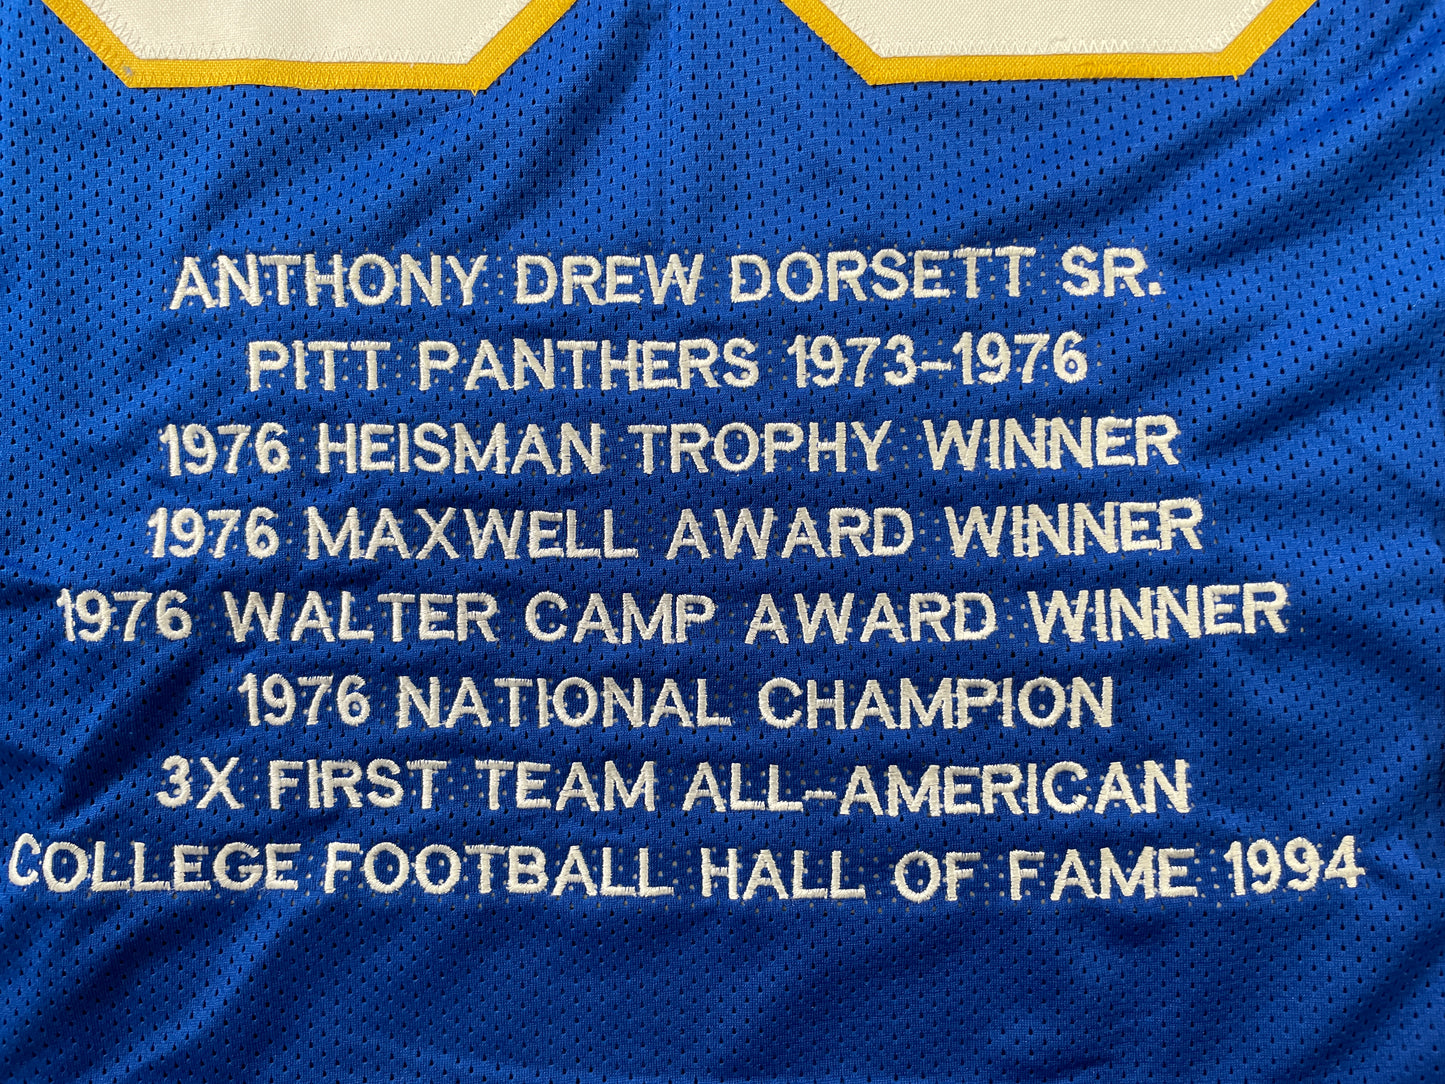 ANTHONY DREW DORSETT SR.
PITT PANTHERS 1973-1976
1976 HEISMAN TROPHY WINNER
1976 MAXWELL AWARD WINNER
1976 WALTER CAMP AWARD WINNER
1976 NATIONAL CHAMPION
3X FIRST TEAM ALL-AMERICAN
COLLEGE FOOTBALL HALL OF FAME 1994